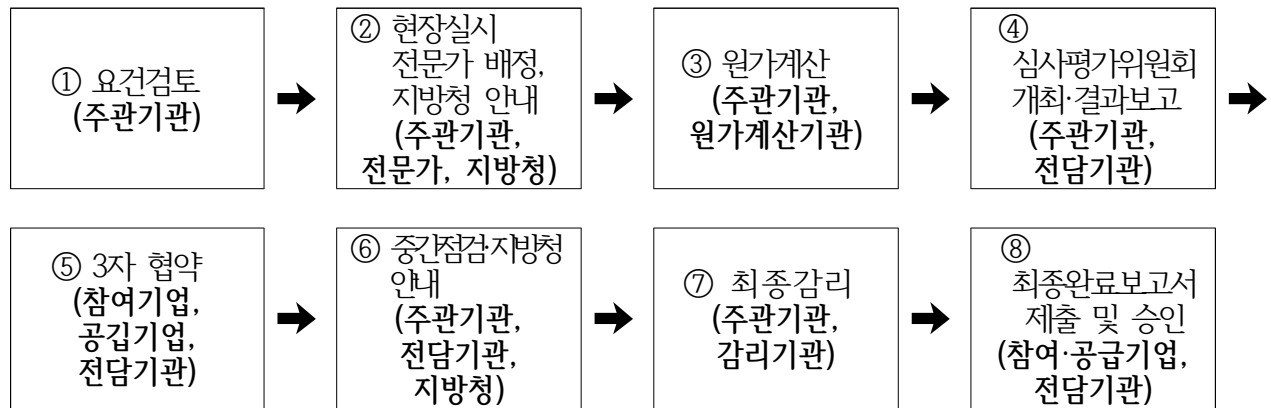 ① 요건검토
(주관기관)
② 현장실시
전문가 배정,
지방청 안내
(주관기관,
전문가, 지방청)
③ 원가계산
(주관기관,
원가계산기관)
④
심사평가위원회
개최·결과보고
(주관기관,
전담기관)
⑤ 3자 협약
(참여기업,
공깁기업,
전담기관)
⑥ 중간점검·지방청
안내
(주관기관,
전담기관,
지방청)
⑦ 최종감리
(주관기관,
감리기관)
⑧
최종완료보고서
제출 및 승인
(참여·공급기업,
전담기관)